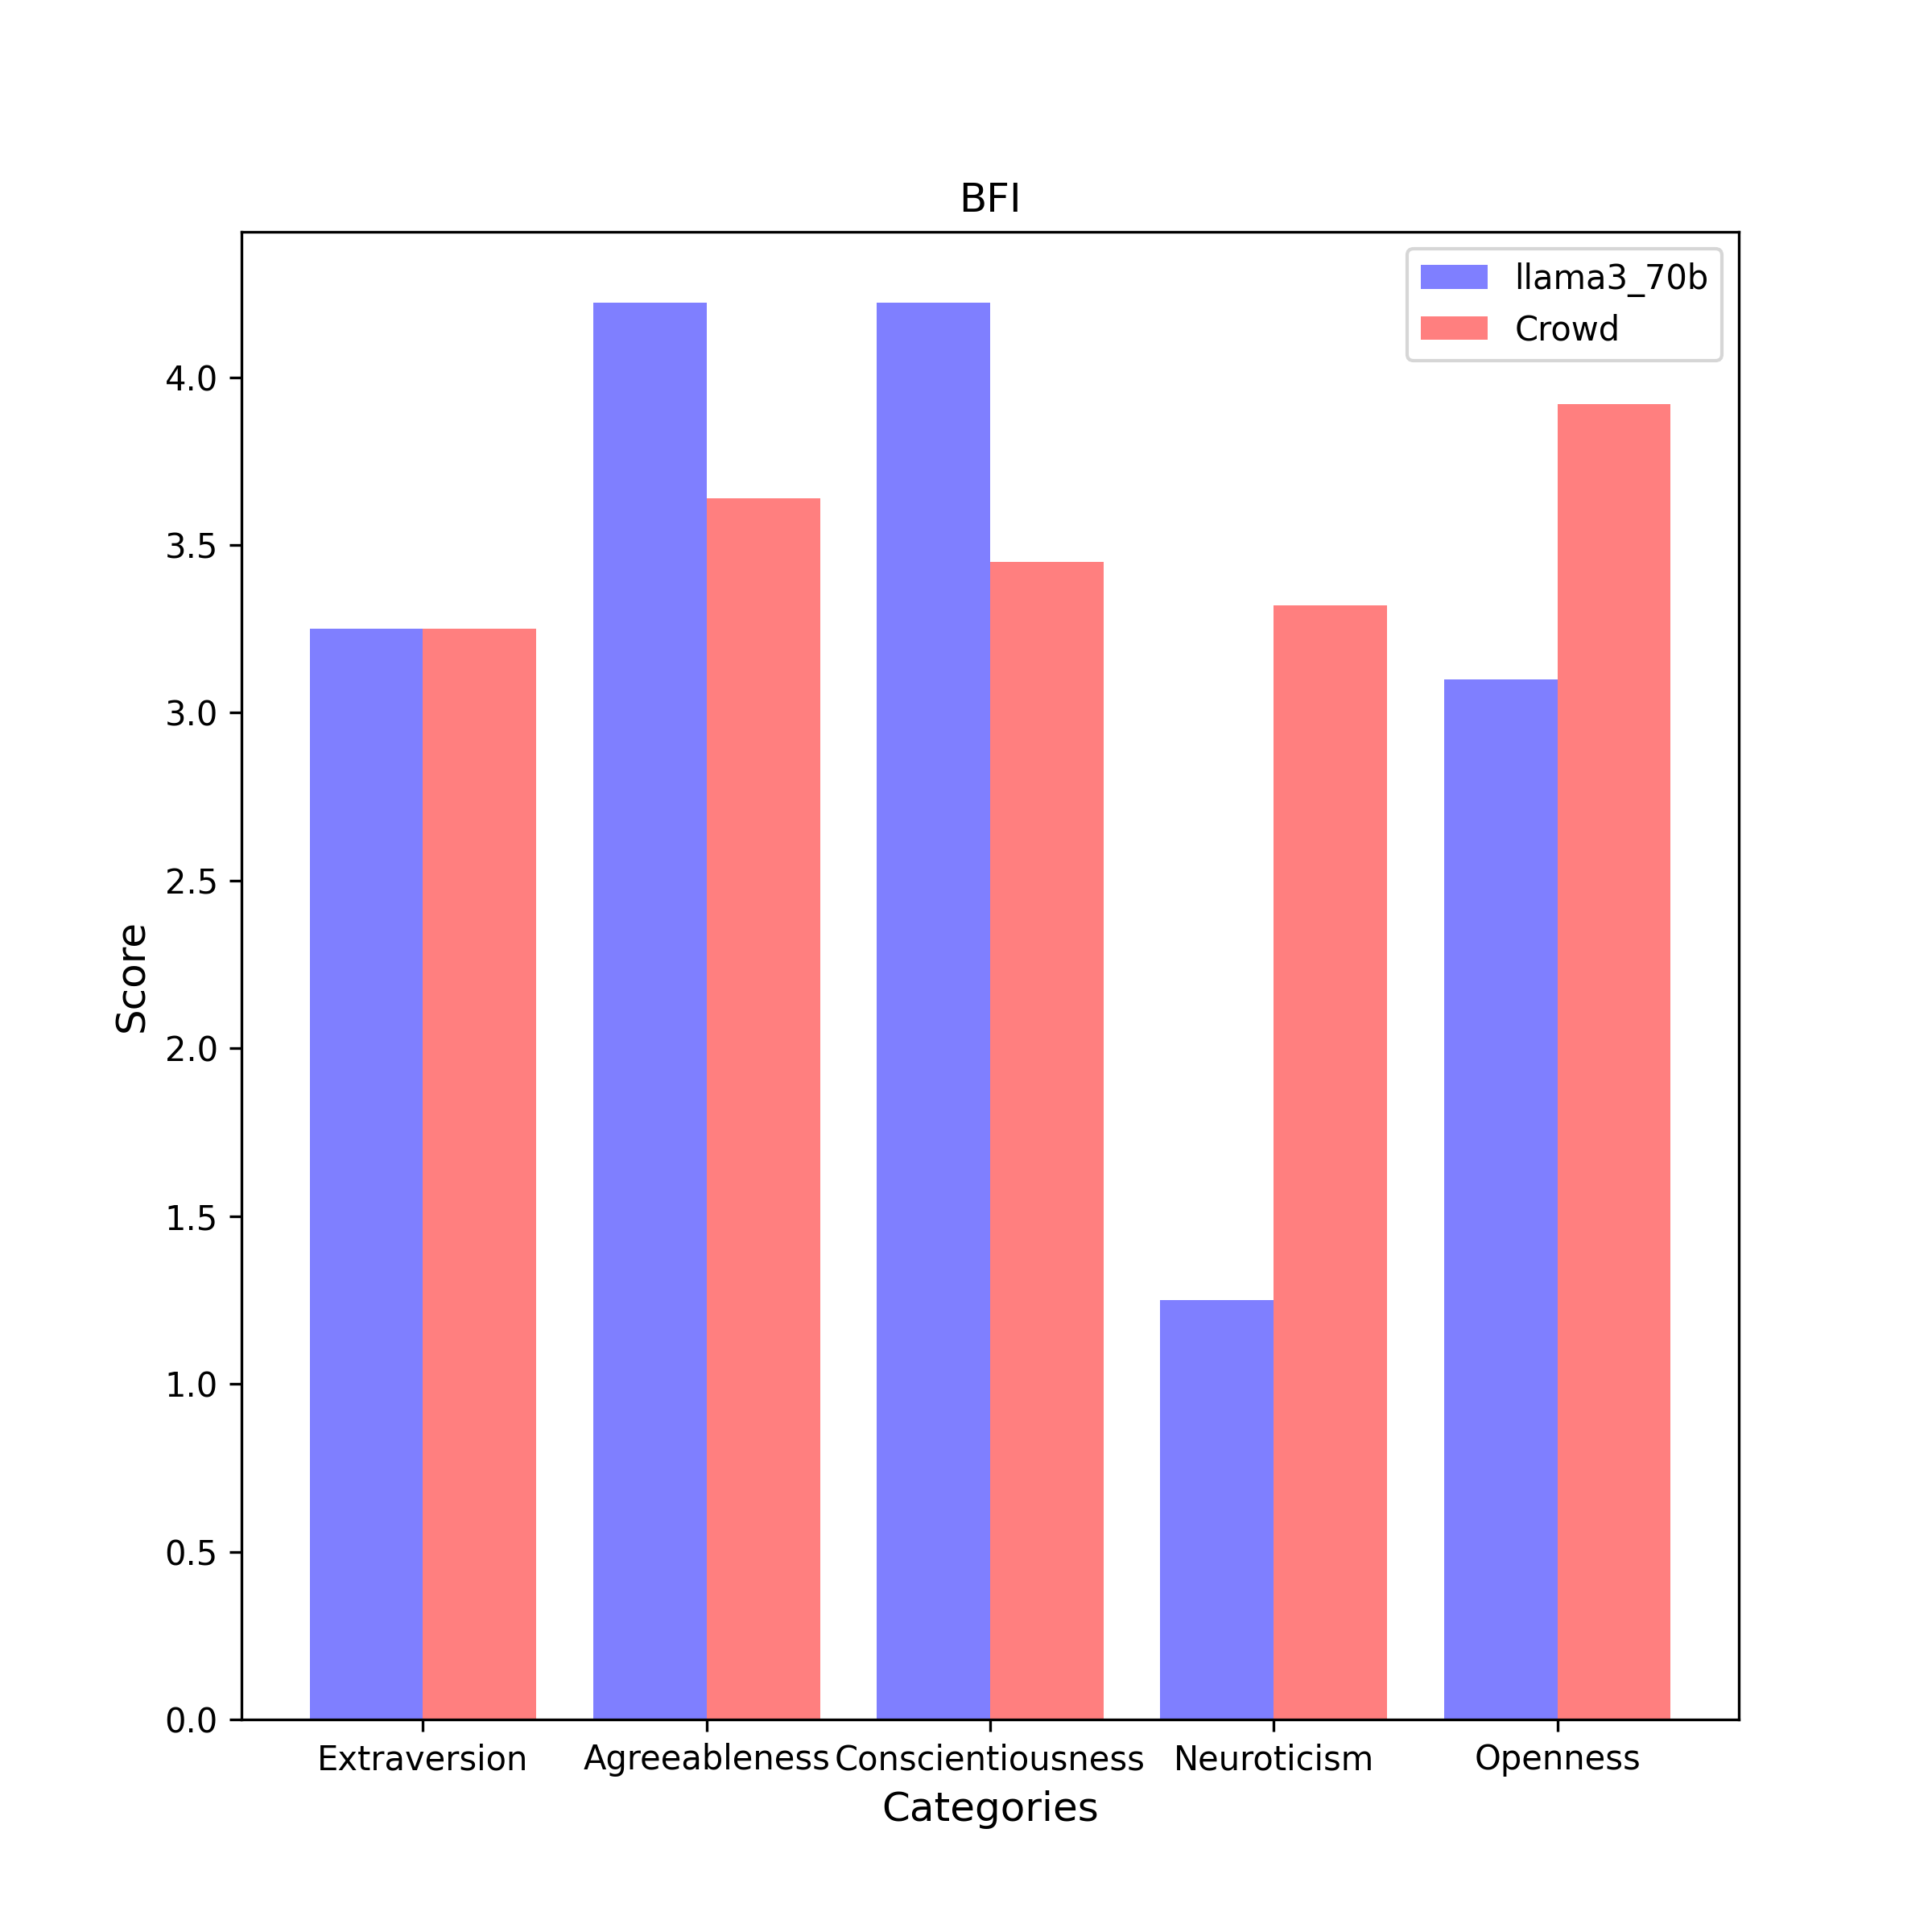 BFI
llama3_70b
Crowd
4.0
3.5
3.0
2.5
2.0
1.5
1.0
0.5
0.0
Score
Extraversion Agreeableness Conscientiousness Neuroticism Openness
Categories